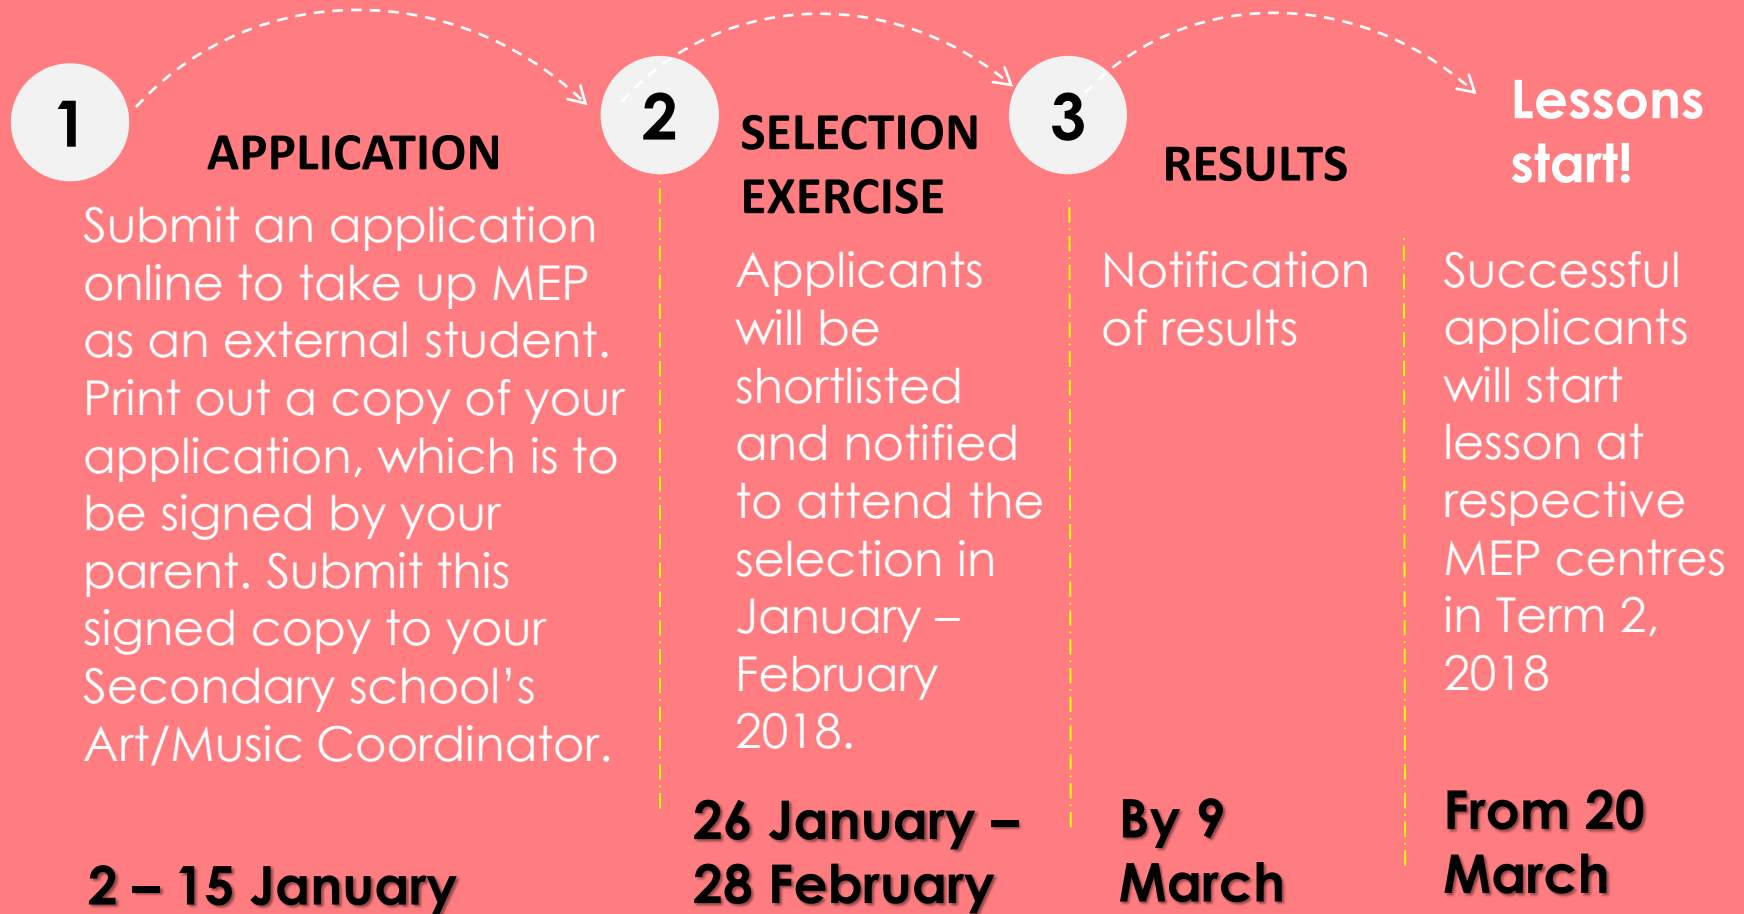 1
APPLICATION
Submit an application
online to take up MEP
as an external student.
Print out a copy of your
application, which is to
be signed by your
parent. Submit this
signed copy to your
Secondary school’s
Art/Music Coordinator.
2 – 15 January
2
SELECTION
EXERCISE
Applicants
will be
shortlisted
and notified
to attend the
selection in
January –
February
2018.
26 January –
28 February
3
RESULTS
Notification
of results
By 9
March
Lessons
start!
Successful
applicants
will start
lesson at
respective
MEP centres
in Term 2,
2018
From 20
March